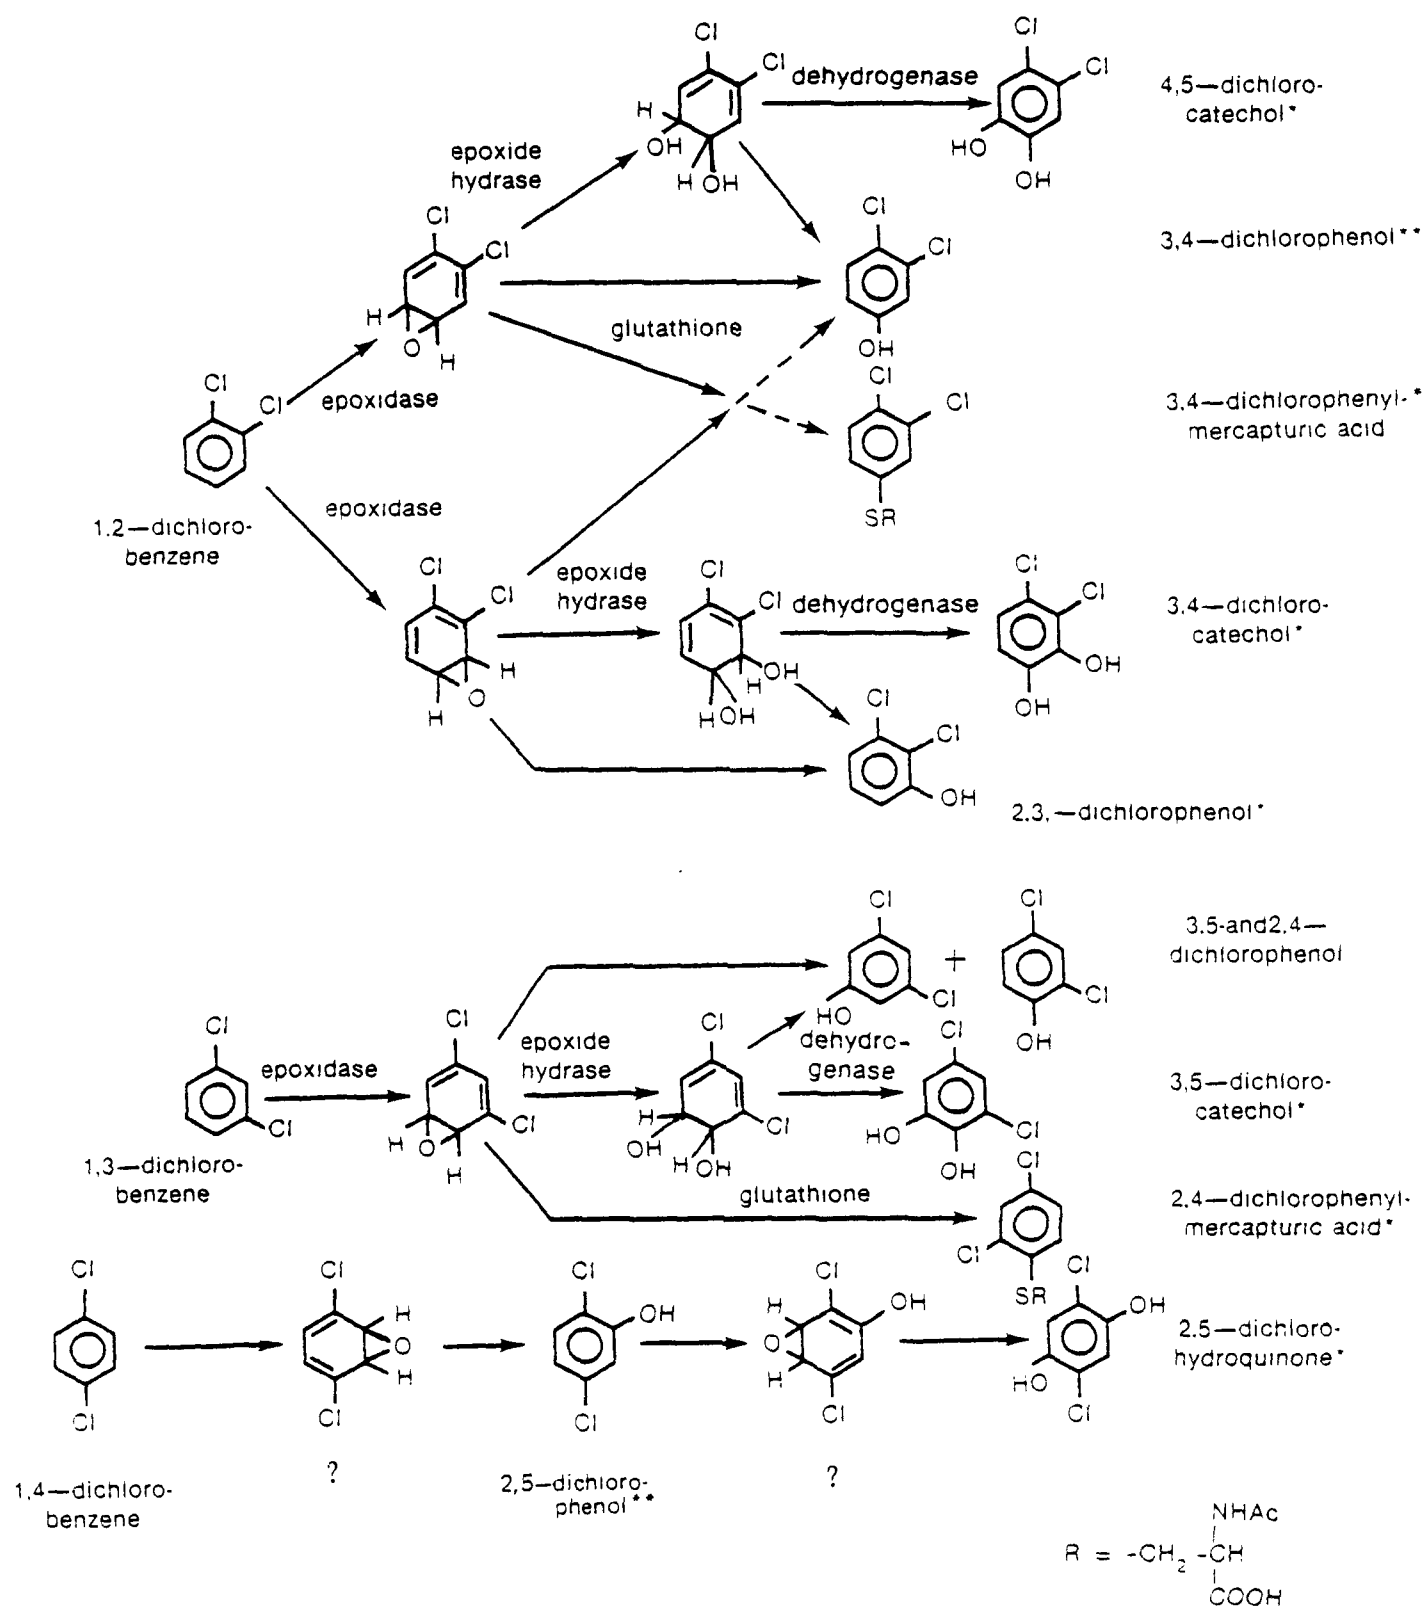 Cl
Cl
dehydrogenase
Cl
Cl
4,5—dichloro-
catechol*
H
OH
H OH
HO
OH
epoxide
hydrase
Cl
Cl
H
O
H
Cl
Cl
OH
3,4—dichlorophenol**
glutathione
epoxidase
Cl
Cl
1,2—dichloro-
benzene
Cl
Cl
SR
3,4—dichlorophenyl-*
mercapturic acid
epoxidase
Cl
Cl
H
O
H
epoxide
hydrase
Cl
Cl
OH
H
HOH
dehydrogenase
Cl
Cl
OH
OH
3,4—dichloro-
catechol*
Cl
Cl
OH
2.3.—dichlorophenol*
Cl
HO
Cl
+
Cl
Cl
OH
3,5-and2,4—
dichlorophenol
Cl
Cl
1,3—dichloro-
benzene
epoxidase
Cl
Cl
H
O
H
epoxide
hydrase
Cl
Cl
H
OH
HOH
dehydro-
genase
Cl
HO
Cl
OH
3,5—dichloro-
catechol*
glutathione
Cl
Cl
SR
2,4—dichlorophenyl-
mercapturic acid*
Cl
Cl
1,4—dichloro-
benzene
Cl
H
O
H
Cl
?
Cl
OH
Cl
2,5—dichloro-
phenol**
Cl
OH
H
O
H
Cl
?
Cl
OH
HO
Cl
2.5—dichloro-
hydroquinone*
NHAc
R = -CH2 -CH
COOH